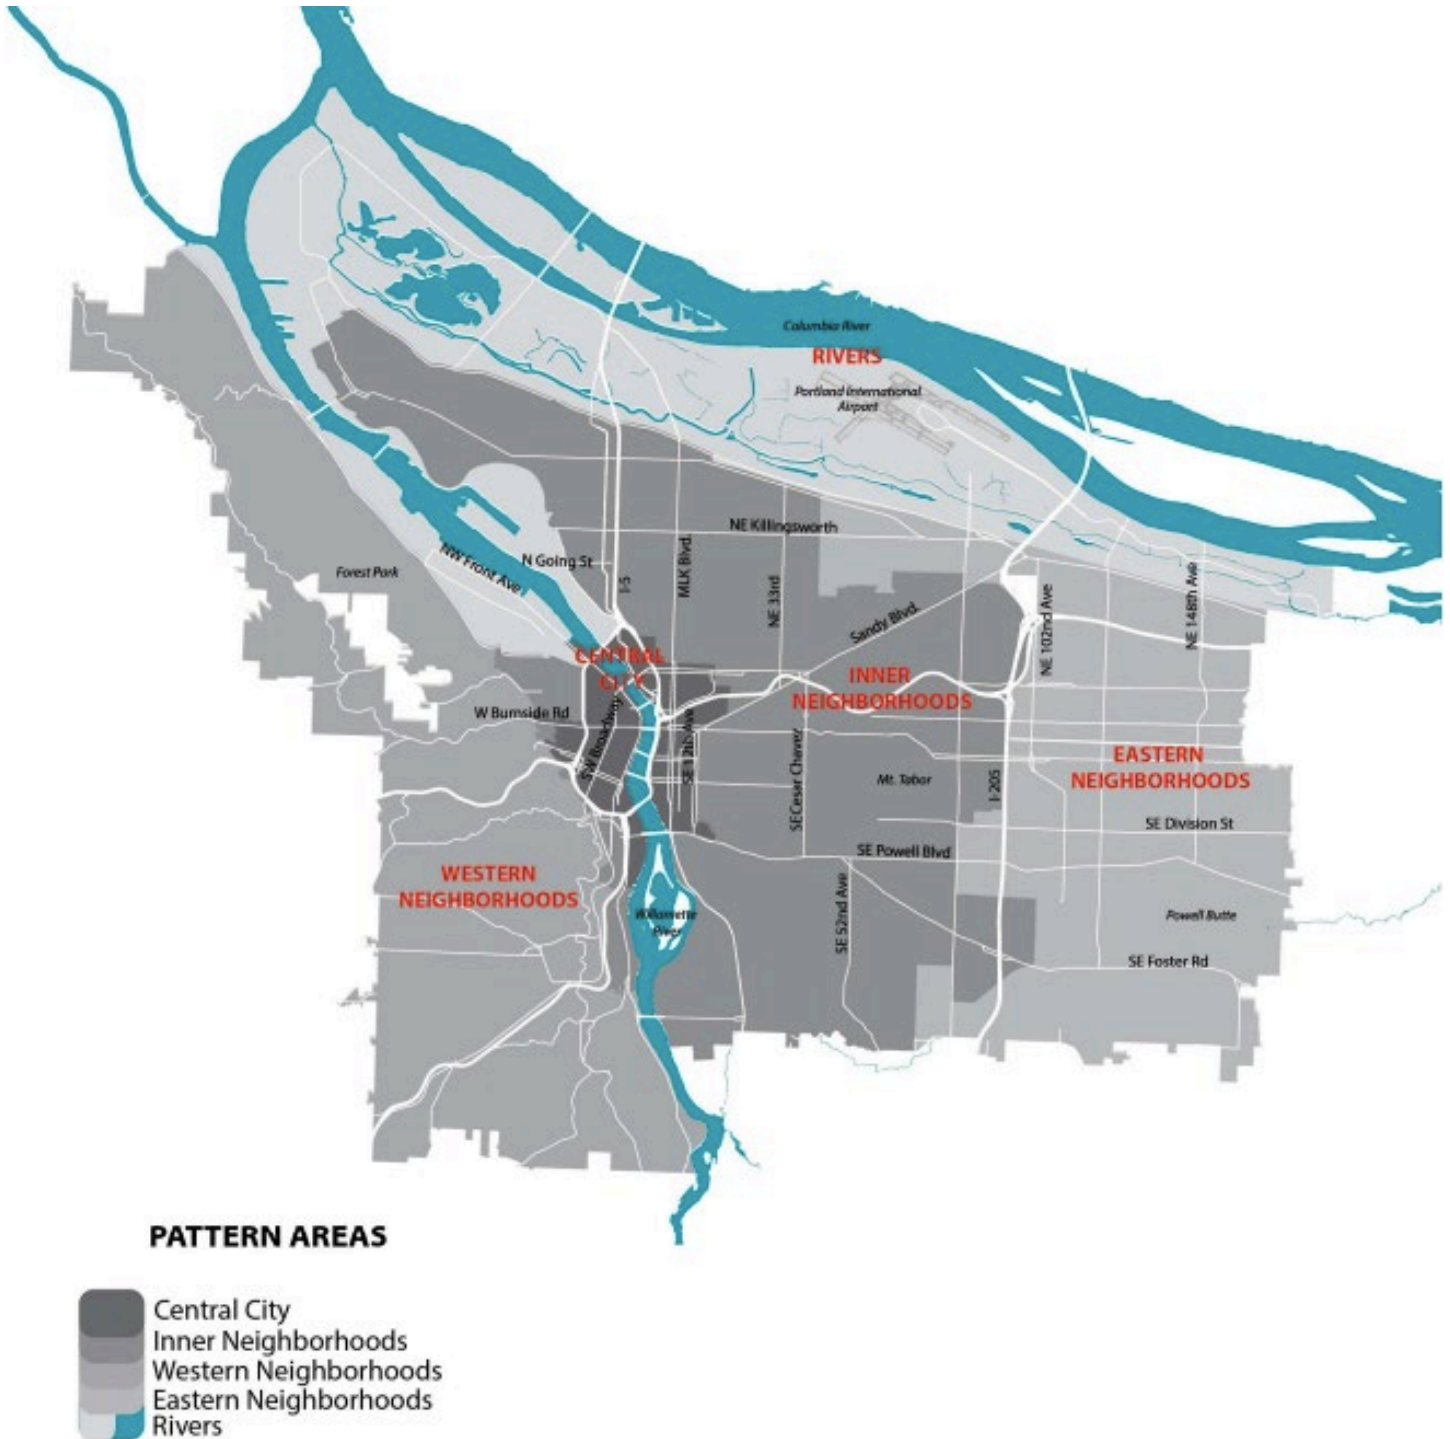 Columbia River
RIVERS
Portland International
Airport
NE Killingsworth
N Going St
NW Front Ave
Forest Park
I-5
MLK Blvd.
NE 33rd
Sandy Blvd.
NE 102nd Ave
NE 148th Ave
CENTRAL
CITY
INNER
NEIGHBORHOODS
W Burnside Rd
SW Broadway
SE 12th Ave
SE Cesar Chavez
Mt. Tabor
I-205
EASTERN
NEIGHBORHOODS
SE Division St
SE Powell Blvd
WESTERN
NEIGHBORHOODS
Willamette
River
SE 52nd Ave
Powell Butte
SE Foster Rd
PATTERN AREAS
Central City
Inner Neighborhoods
Western Neighborhoods
Eastern Neighborhoods
Rivers